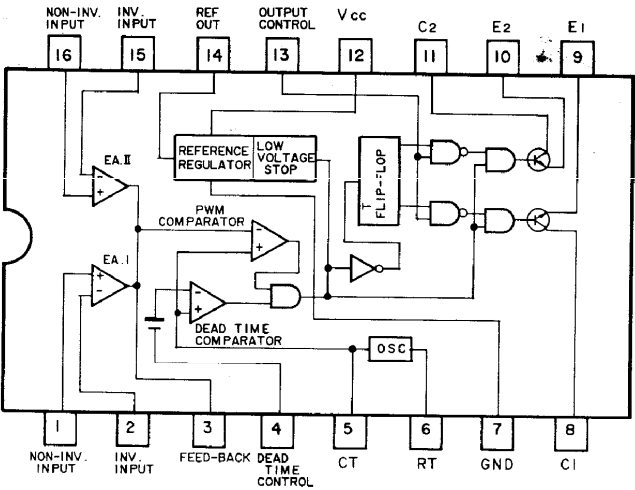 NON-INV.
INPUT
INV.
INPUT
REF
OUT
OUTPUT
CONTROL
Vcc
C2
E2
E1
16
15
14
13
12
11
10
9
EA.II
REFERENCE
REGULATOR
LOW
VOLTAGE
STOP
T
FLIP-FLOP
PWM
COMPARATOR
EA.I
DEAD TIME
COMPARATOR
OSC
1
2
3
4
5
6
7
8
NON-INV.
INPUT
INV.
INPUT
FEED-BACK
DEAD
TIME
CONTROL
CT
RT
GND
C1